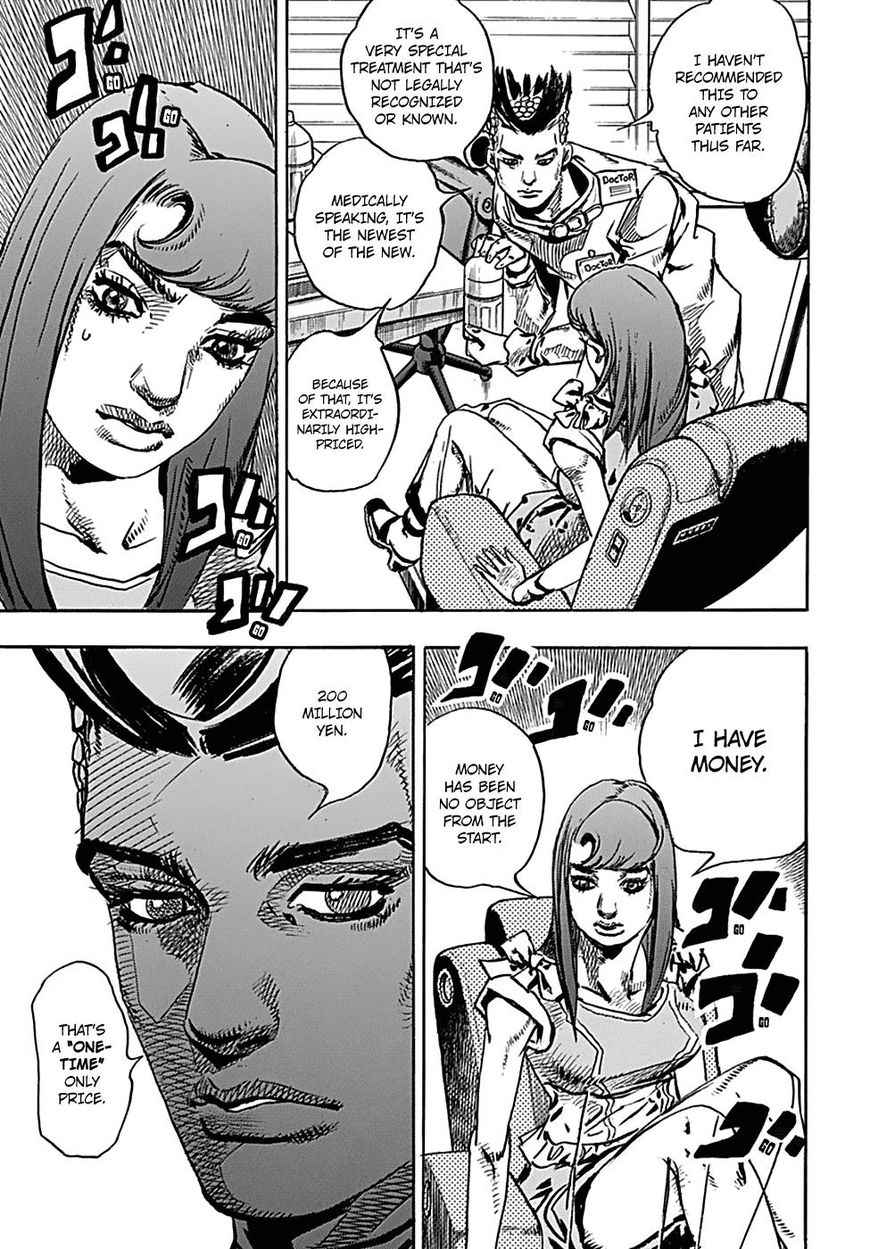 I HAVEN'T
RECOMMENDED
THIS TO
ANY OTHER
PATIENTS
THUS FAR.
IT'S A
VERY SPECIAL
TREATMENT THAT'S
NOT LEGALLY
RECOGNIZED
OR KNOWN.
DOCTOR
DOCTOR
MEDICALLY
SPEAKING, IT'S
THE NEWEST
OF THE NEW.
BECAUSE
OF THAT, IT'S
EXTRAORDI-
NARILY HIGH-
PRICED.
ゴ
GO
ゴ
GO
ゴ
GO
ゴ
GO
I HAVE
MONEY.
MONEY
HAS BEEN
NO OBJECT
FROM THE
START.
ゴ
GO
ゴ
GO
ゴ
GO
ゴ
GO
ゴ
GO
200
MILLION
YEN.
THAT'S
A "ONE-
TIME"
ONLY
PRICE.